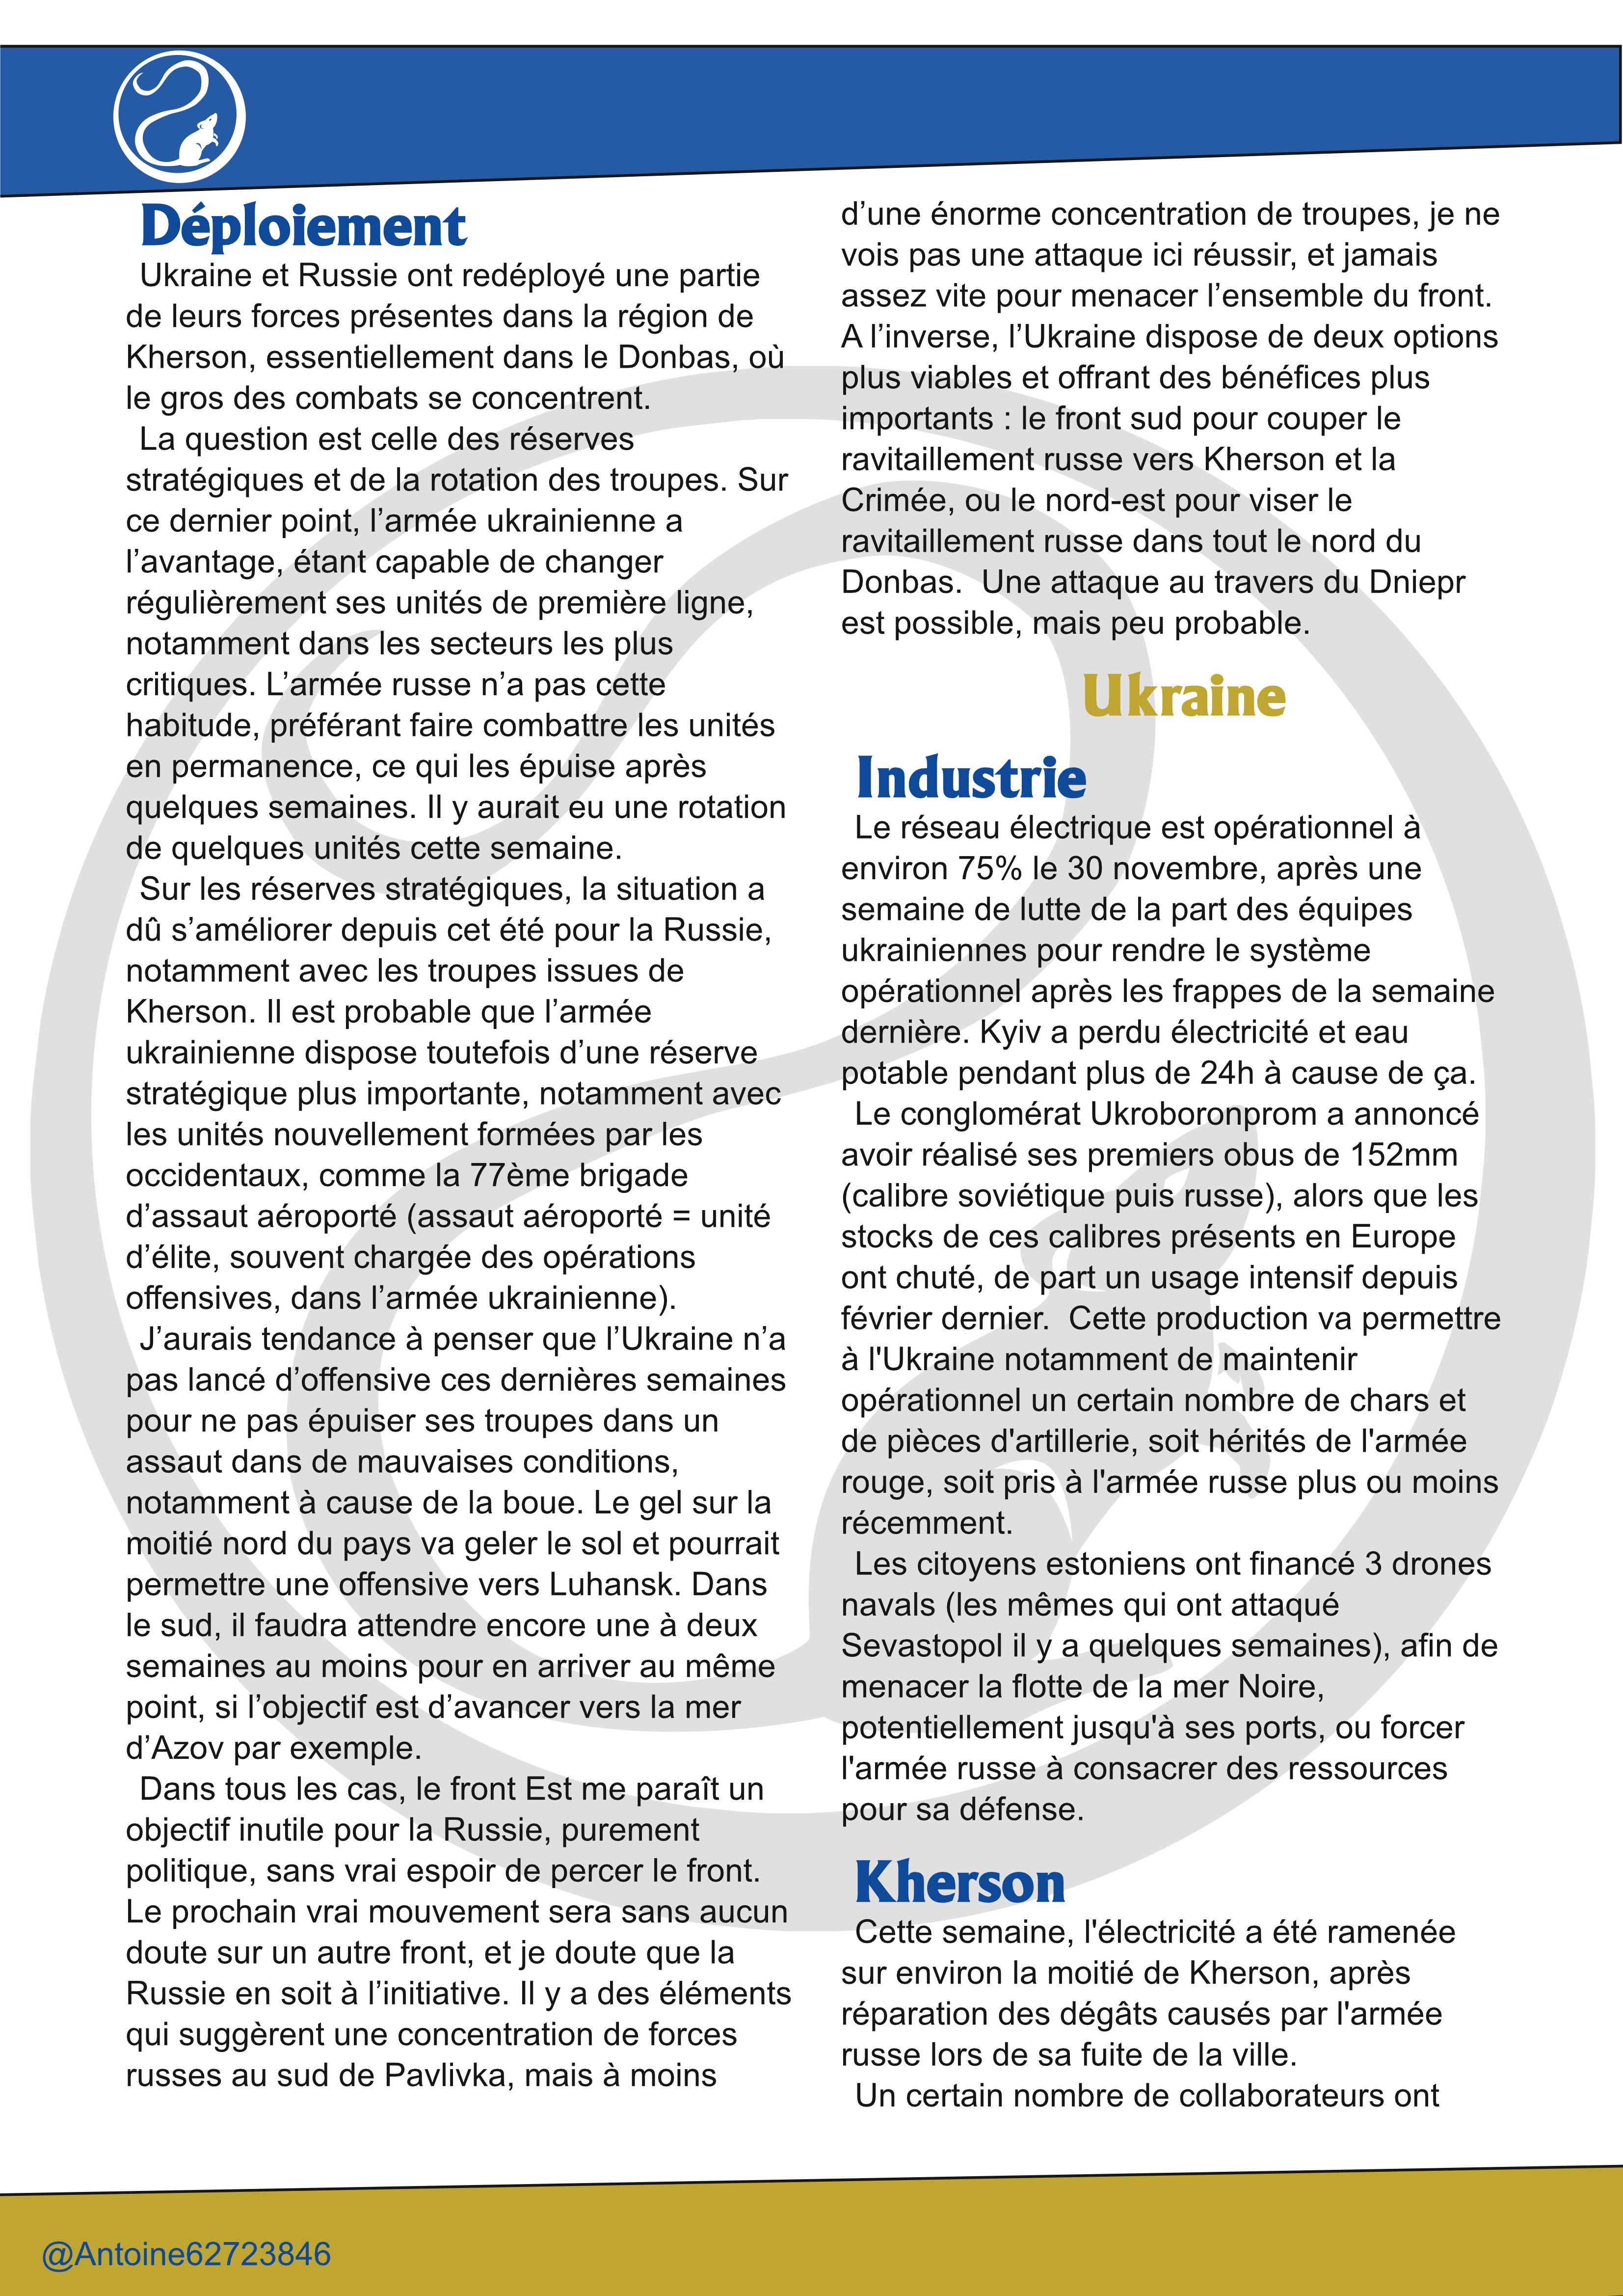 Déploiement
Ukraine et Russie ont redéployé une partie
de leurs forces présentes dans la région de
Kherson, essentiellement dans le Donbas, où
le gros des combats se concentrent.
La question est celle des réserves
stratégiques et de la rotation des troupes. Sur
ce dernier point, l’armée ukrainienne a
l’avantage, étant capable de changer
régulièrement ses unités de première ligne,
notamment dans les secteurs les plus
critiques. L’armée russe n’a pas cette
habitude, préférant faire combattre les unités
en permanence, ce qui les épuise après
quelques semaines. Il y aurait eu une rotation
de quelques unités cette semaine.
Sur les réserves stratégiques, la situation a
dû s’améliorer depuis cet été pour la Russie,
notamment avec les troupes issues de
Kherson. Il est probable que l’armée
ukrainienne dispose toutefois d’une réserve
stratégique plus importante, notamment avec
les unités nouvellement formées par les
occidentaux, comme la 77ème brigade
d’assaut aéroporté (assaut aéroporté = unité
d’élite, souvent chargée des opérations
offensives, dans l’armée ukrainienne).
J’aurais tendance à penser que l’Ukraine n’a
pas lancé d’offensive ces dernières semaines
pour ne pas épuiser ses troupes dans un
assaut dans de mauvaises conditions,
notamment à cause de la boue. Le gel sur la
moitié nord du pays va geler le sol et pourrait
permettre une offensive vers Luhansk. Dans
le sud, il faudra attendre encore une à deux
semaines au moins pour en arriver au même
point, si l’objectif est d’avancer vers la mer
d’Azov par exemple.
Dans tous les cas, le front Est me paraît un
objectif inutile pour la Russie, purement
politique, sans vrai espoir de percer le front.
Le prochain vrai mouvement sera sans aucun
doute sur un autre front, et je doute que la
Russie en soit à l’initiative. Il y a des éléments
qui suggèrent une concentration de forces
russes au sud de Pavlivka, mais à moins
d’une énorme concentration de troupes, je ne
vois pas une attaque ici réussir, et jamais
assez vite pour menacer l’ensemble du front.
A l’inverse, l’Ukraine dispose de deux options
plus viables et offrant des bénéfices plus
importants : le front sud pour couper le
ravitaillement russe vers Kherson et la
Crimée, ou le nord-est pour viser le
ravitaillement russe dans tout le nord du
Donbas.  Une attaque au travers du Dniepr
est possible, mais peu probable.
Ukraine
Industrie
Le réseau électrique est opérationnel à
environ 75% le 30 novembre, après une
semaine de lutte de la part des équipes
ukrainiennes pour rendre le système
opérationnel après les frappes de la semaine
dernière. Kyiv a perdu électricité et eau
potable pendant plus de 24h à cause de ça.
Le conglomérat Ukroboronprom a annoncé
avoir réalisé ses premiers obus de 152mm
(calibre soviétique puis russe), alors que les
stocks de ces calibres présents en Europe
ont chuté, de part un usage intensif depuis
février dernier.  Cette production va permettre
à l'Ukraine notamment de maintenir
opérationnel un certain nombre de chars et
de pièces d'artillerie, soit hérités de l'armée
rouge, soit pris à l'armée russe plus ou moins
récemment.
Les citoyens estoniens ont financé 3 drones
navals (les mêmes qui ont attaqué
Sevastopol il y a quelques semaines), afin de
menacer la flotte de la mer Noire,
potentiellement jusqu'à ses ports, ou forcer
l'armée russe à consacrer des ressources
pour sa défense.
Kherson
Cette semaine, l'électricité a été ramenée
sur environ la moitié de Kherson, après
réparation des dégâts causés par l'armée
russe lors de sa fuite de la ville.
Un certain nombre de collaborateurs ont
@Antoine62723846